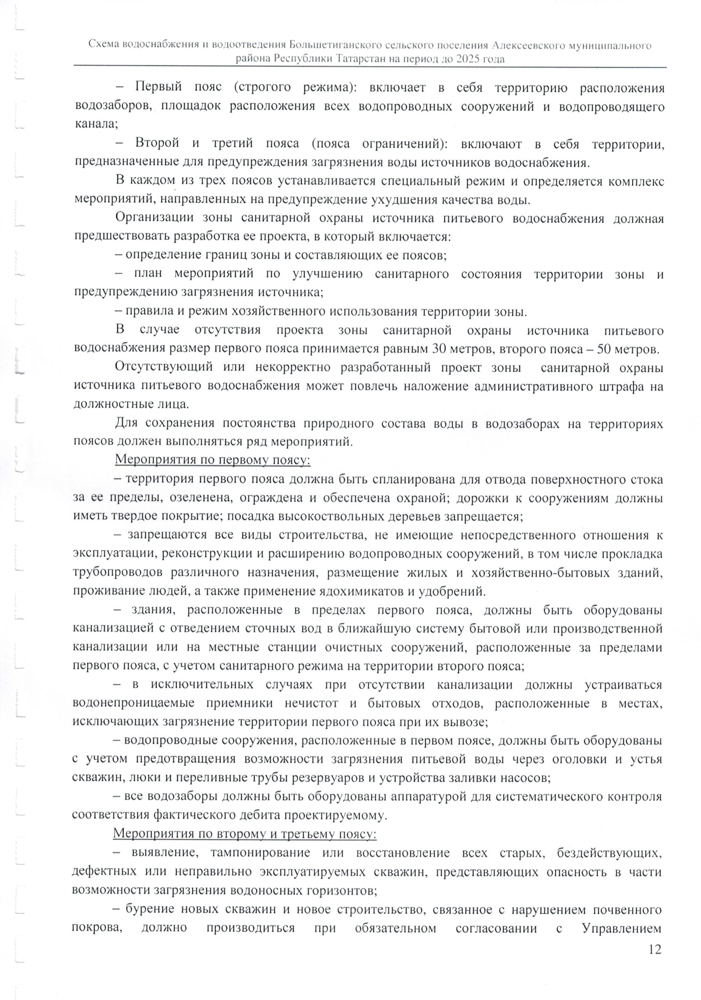 Схема водоснабжения и водоотведения Большетиганского сельского поселения Алексеевского муниципального
района Республики Татарстан на период до 2025 года
– Первый пояс (строгого режима): включает в себя территорию расположения
водозаборов, площадок расположения всех водопроводных сооружений и водопроводящего
канала;
– Второй и третий пояса (пояса ограничений): включают в себя территории,
предназначенные для предупреждения загрязнения воды источников водоснабжения.
В каждом из трех поясов устанавливается специальный режим и определяется комплекс
мероприятий, направленных на предупреждение ухудшения качества воды.
Организации зоны санитарной охраны источника питьевого водоснабжения должная
предшествовать разработка ее проекта, в который включается:
– определение границ зоны и составляющих ее поясов;
– план мероприятий по улучшению санитарного состояния территории зоны и
предупреждению загрязнения источника;
– правила и режим хозяйственного использования территории зоны.
В случае отсутствия проекта зоны санитарной охраны источника питьевого
водоснабжения размер первого пояса принимается равным 30 метров, второго пояса – 50 метров.
Отсутствующий или некорректно разработанный проект зоны санитарной охраны
источника питьевого водоснабжения может повлечь наложение административного штрафа на
должностные лица.
Для сохранения постоянства природного состава воды в водозаборах на территориях
поясов должен выполняться ряд мероприятий.
Мероприятия по первому поясу:
– территория первого пояса должна быть спланирована для отвода поверхностного стока
за ее пределы, озеленена, ограждена и обеспечена охраной; дорожки к сооружениям должны
иметь твердое покрытие; посадка высокоствольных деревьев запрещается;
– запрещаются все виды строительства, не имеющие непосредственного отношения к
эксплуатации, реконструкции и расширению водопроводных сооружений, в том числе прокладка
трубопроводов различного назначения, размещение жилых и хозяйственно-бытовых зданий,
проживание людей, а также применение ядохимикатов и удобрений.
– здания, расположенные в пределах первого пояса, должны быть оборудованы
канализацией с отведением сточных вод в ближайшую систему бытовой или производственной
канализации или на местные станции очистных сооружений, расположенные за пределами
первого пояса, с учетом санитарного режима на территории второго пояса;
– в исключительных случаях при отсутствии канализации должны устраиваться
водонепроницаемые приемники нечистот и бытовых отходов, расположенные в местах,
исключающих загрязнение территории первого пояса при их вывозе;
– водопроводные сооружения, расположенные в первом поясе, должны быть оборудованы
с учетом предотвращения возможности загрязнения питьевой воды через оголовки и устья
скважин, люки и переливные трубы резервуаров и устройства заливки насосов;
– все водозаборы должны быть оборудованы аппаратурой для систематического контроля
соответствия фактического дебита проектируемому.
Мероприятия по второму и третьему поясу:
– выявление, тампонирование или восстановление всех старых, бездействующих,
дефектных или неправильно эксплуатируемых скважин, представляющих опасность в части
возможности загрязнения водоносных горизонтов;
– бурение новых скважин и новое строительство, связанное с нарушением почвенного
покрова, должно производиться при обязательном согласовании с Управлением
12